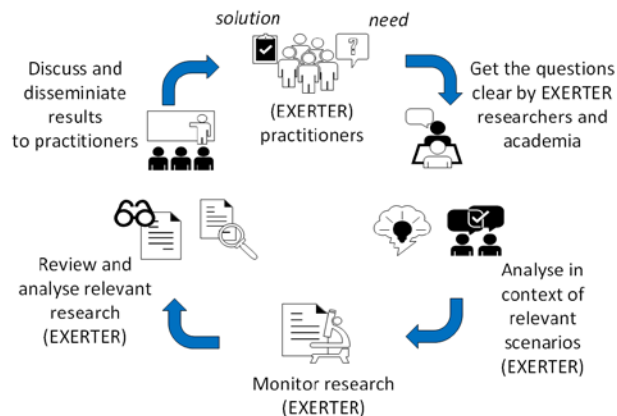 solution
need
(EXERTER)
practitioners
Get the questions
clear by EXERTER
researchers and
academia
Analyse in
context of
relevant
scenarios
(EXERTER)
Monitor research
(EXERTER)
Review and
analyse relevant
research
(EXERTER)
Discuss and
disseminiate
results
to practitioners
?